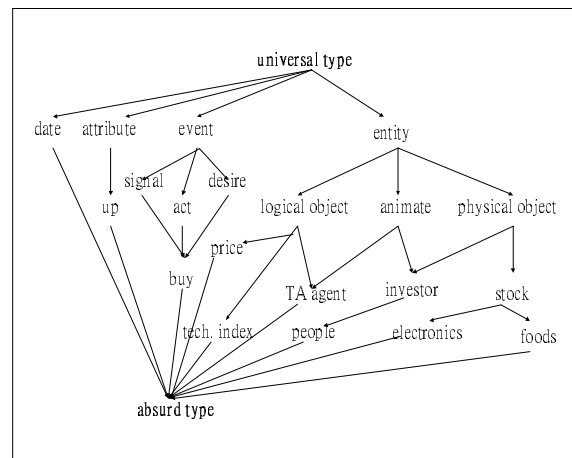 universal type
date attribute event entity
signal desire
up act logical object animate physical object
price
buy TA agent investor stock
tech. index people electronics foods
absurd type